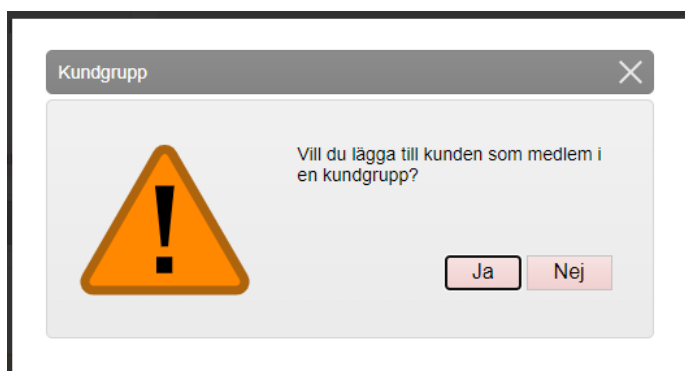 Kundgrupp
Vill du lägga till kunden som medlem i
en kundgrupp?
Ja Nej